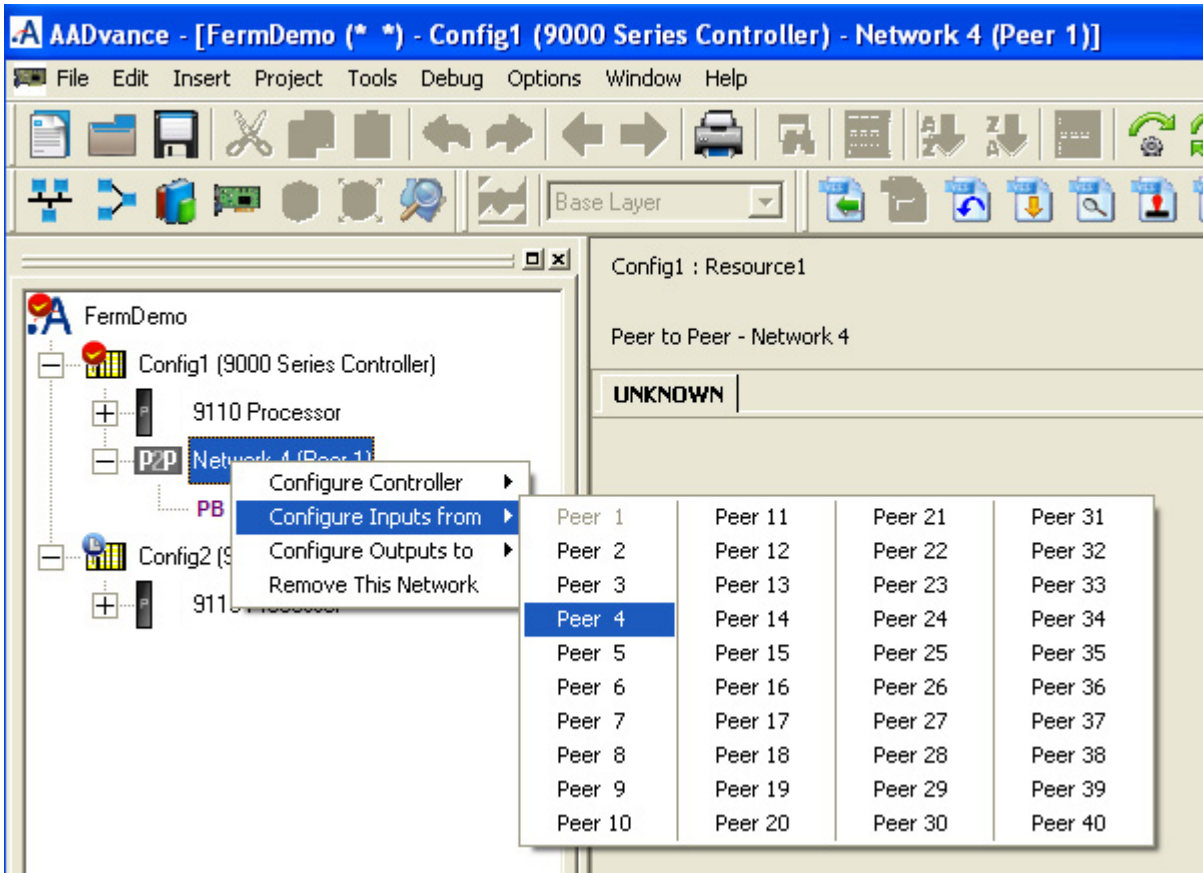 AADvance - [FermDemo (* *) - Config1 (9000 Series Controller) - Network 4 (Peer 1)]
File Edit Insert Project Tools Debug Options Window Help
Base Layer
Config1 : Resource1
Peer to Peer - Network 4
UNKNOWN
FermDemo
Config1 (9000 Series Controller)
9110 Processor
P2P Network 4 (Peer 1)
PB
Config2 (9
Configure Controller
Configure Inputs from
Configure Outputs to
Remove This Network
Peer 1 Peer 11 Peer 21 Peer 31
Peer 2 Peer 12 Peer 22 Peer 32
Peer 3 Peer 13 Peer 23 Peer 33
Peer 4 Peer 14 Peer 24 Peer 34
Peer 5 Peer 15 Peer 25 Peer 35
Peer 6 Peer 16 Peer 26 Peer 36
Peer 7 Peer 17 Peer 27 Peer 37
Peer 8 Peer 18 Peer 28 Peer 38
Peer 9 Peer 19 Peer 29 Peer 39
Peer 10 Peer 20 Peer 30 Peer 40